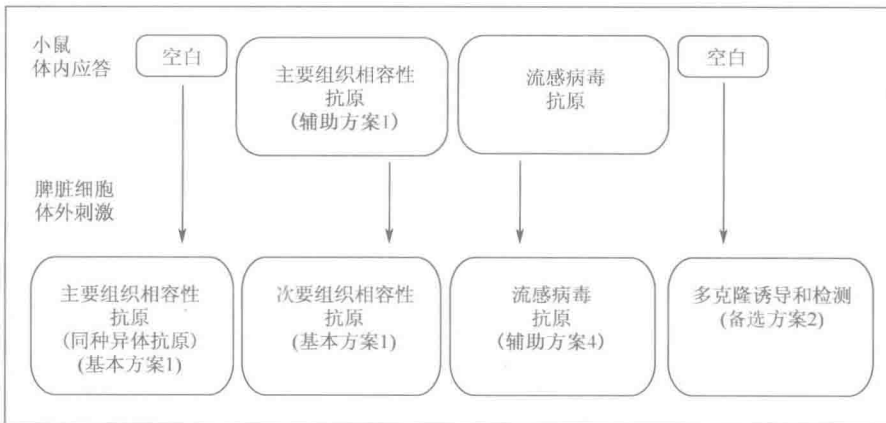 小鼠
体内应答
空白
主要组织相容性
抗原
(辅助方案1)
流感病毒
抗原
空白
脾脏细胞
体外刺激
主要组织相容性
抗原
(同种异体抗原)
(基本方案1)
次要组织相容性
抗原
(基本方案1)
流感病毒
抗原
(辅助方案4)
多克隆诱导和检测
(备选方案2)